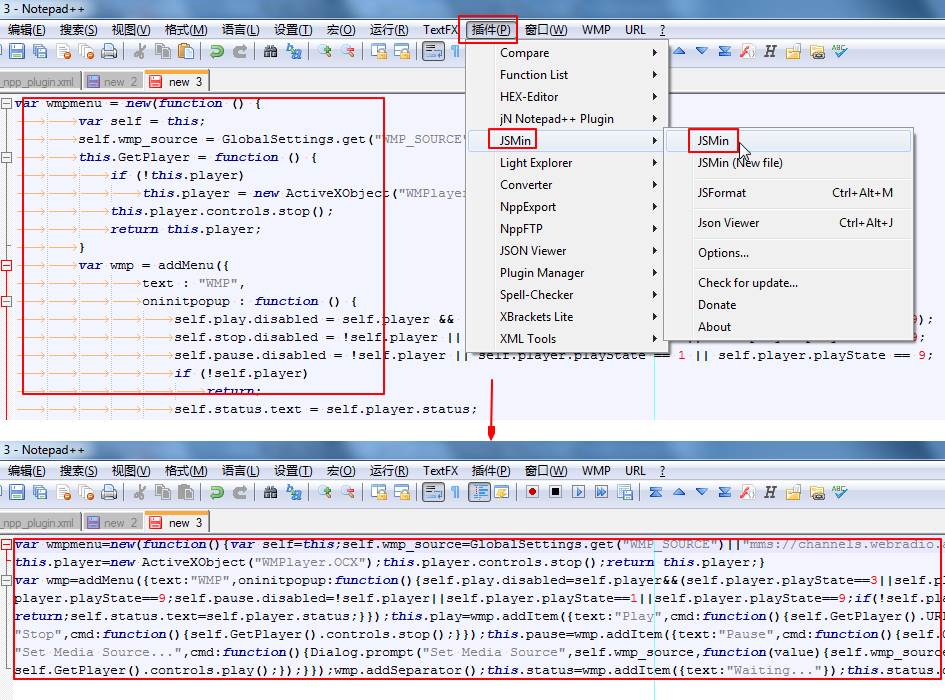 3 - Notepad++
编辑(E) 搜索(S) 视图(V) 格式(M) 语言(L) 设置(T) 宏(O) 运行(R) TextFX 插件(P) 窗口(W) WMP URL ?
npp_plugin.xml new 2 new 3
var wmpmenu = new(function () {
var self = this;
self.wmp_source = GlobalSettings.get("WMP_SOURCE"
this.GetPlayer = function () {
if (!this.player)
this.player = new ActiveXObject("WMPlayer
this.player.controls.stop();
return this.player;
}
var wmp = addMenu({
text : "WMP",
oninitpopup : function () {
self.play.disabled = self.player && 9);
self.stop.disabled = !self.player || 9;
self.pause.disabled = !self.player || self.player.playState == 1 || self.player.playState == 9;
if (!self.player)
return;
self.status.text = self.player.status;
Compare
Function List
HEX-Editor
jN Notepad++ Plugin
JSMin
Light Explorer
Converter
NppExport
NppFTP
JSON Viewer
Plugin Manager
Spell-Checker
XBrackets Lite
XML Tools
JSMin
JSMin (New file)
JSFormat Ctrl+Alt+M
Json Viewer Ctrl+Alt+J
Options...
Check for update...
Donate
About
3 - Notepad++
编辑(E) 搜索(S) 视图(V) 格式(M) 语言(L) 设置(T) 宏(O) 运行(R) TextFX 插件(P) 窗口(W) WMP URL ?
npp_plugin.xml new 2 new 3
var wmpmenu=new(function(){var self=this;self.wmp_source=GlobalSettings.get("WMP_SOURCE")||"mms://channels.webradio.a
this.player=new ActiveXObject("WMPlayer.OCX");this.player.controls.stop();return this.player;}
var wmp=addMenu({text:"WMP",oninitpopup:function(){self.play.disabled=self.player&&(self.player.playState==3||self.pl
player.playState==9;self.pause.disabled=!self.player||self.player.playState==1||self.player.playState==9;if(!self.pl
return;self.status.text=self.player.status;}});this.play=wmp.addItem({text:"Play",cmd:function(){self.GetPlayer().URL
"Stop",cmd:function(){self.GetPlayer().controls.stop();}});this.pause=wmp.addItem({text:"Pause",cmd:function(){self.G
"Set Media Source...",cmd:function(){Dialog.prompt("Set Media Source",self.wmp_source,function(value){self.wmp_source
self.GetPlayer().controls.play();});}});wmp.addSeparator();this.status=wmp.addItem({text:"Waiting..."});this.status.d